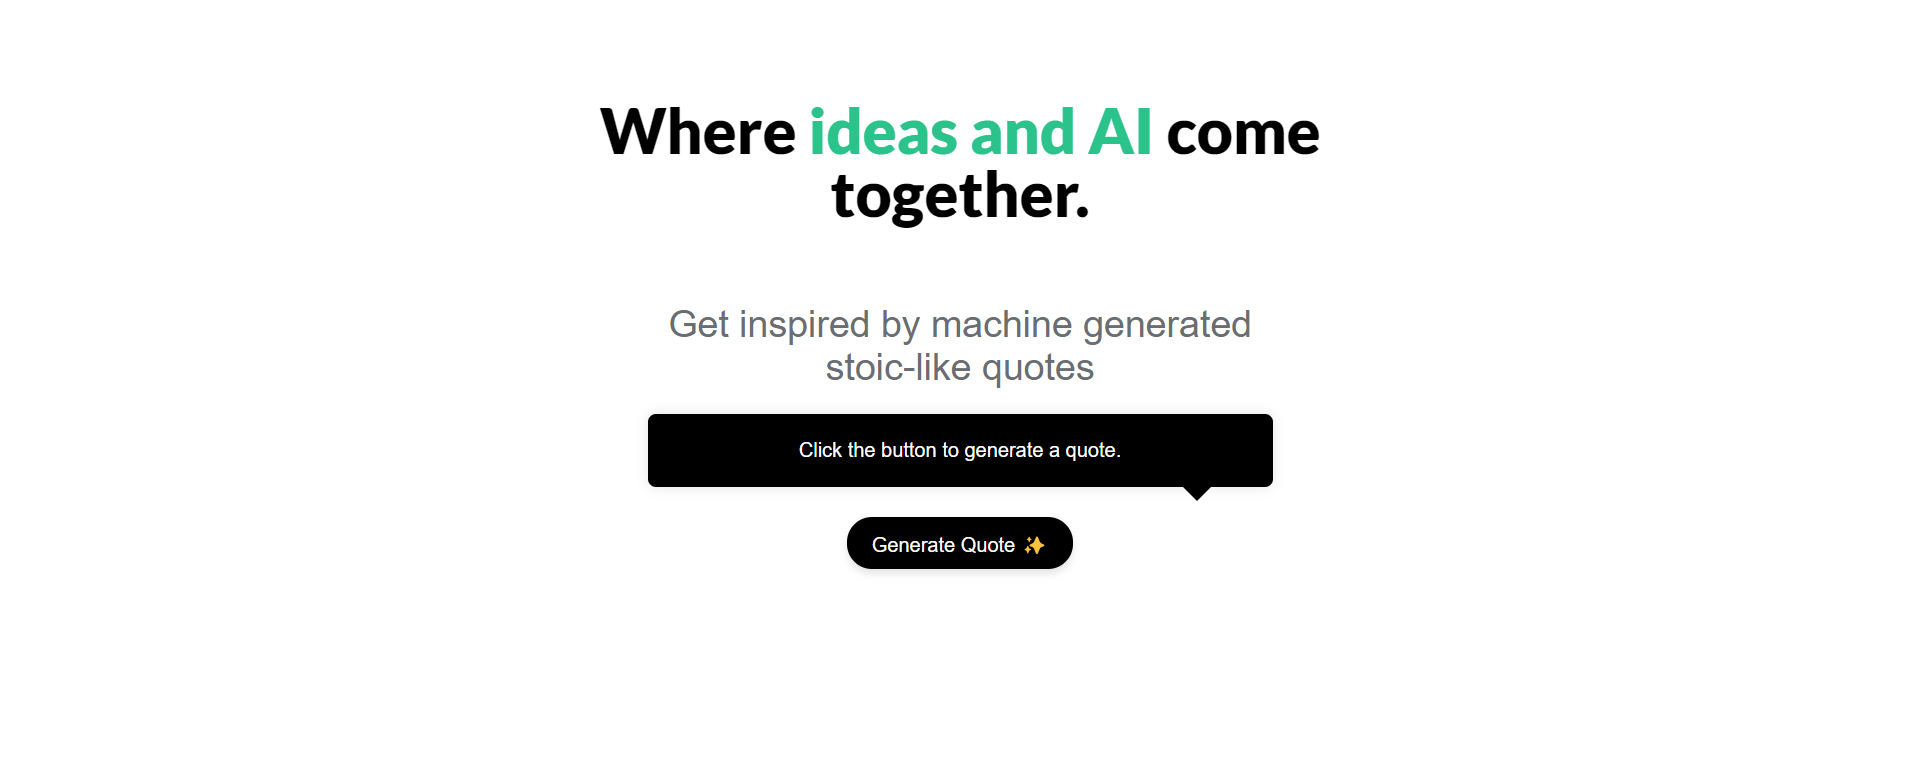 Where ideas and AI come
together.
Get inspired by machine generated
stoic-like quotes
Click the button to generate a quote.
Generate Quote ✨